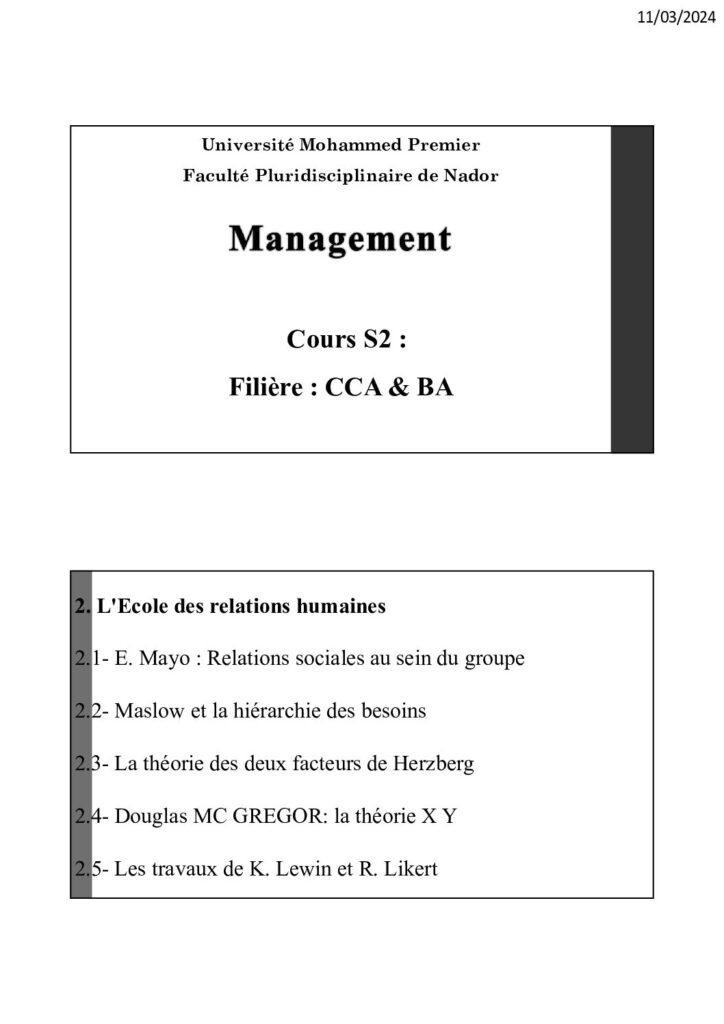 11/03/2024
Université Mohammed Premier
Faculté Pluridisciplinaire de Nador
Management
Cours S2 :
Filière : CCA & BA
2. L'Ecole des relations humaines
2.1- E. Mayo : Relations sociales au sein du groupe
2.2- Maslow et la hiérarchie des besoins
2.3- La théorie des deux facteurs de Herzberg
2.4- Douglas MC GREGOR: la théorie X Y
2.5- Les travaux de K. Lewin et R. Likert